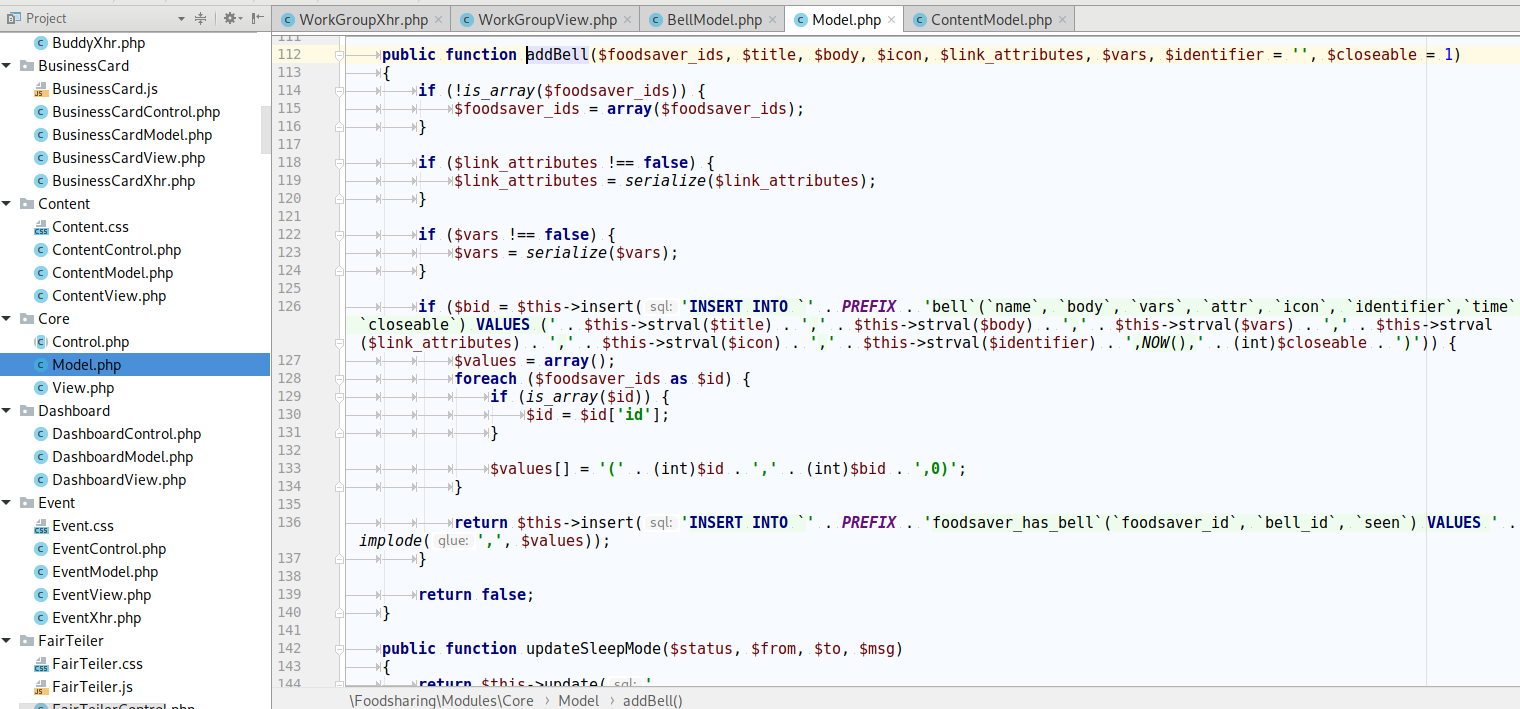 Project
WorkGroupXhr.php
WorkGroupView.php
BellModel.php
Model.php
ContentModel.php
BuddyXhr.php
BusinessCard
BusinessCard.js
BusinessCardControl.php
BusinessCardModel.php
BusinessCardView.php
BusinessCardXhr.php
Content
Content.css
ContentControl.php
ContentModel.php
ContentView.php
Core
Control.php
Model.php
View.php
Dashboard
DashboardControl.php
DashboardModel.php
DashboardView.php
Event
Event.css
EventControl.php
EventModel.php
EventView.php
EventXhr.php
FairTeiler
FairTeiler.css
FairTeiler.js
FairTeilerControl.php
111
112 public function addBell($foodsaver_ids, $title, $body, $icon, $link_attributes, $vars, $identifier = '', $closeable = 1)
113 {
114 if (!is_array($foodsaver_ids)) {
115 $foodsaver_ids = array($foodsaver_ids);
116 }
117
118 if ($link_attributes !== false) {
119 $link_attributes = serialize($link_attributes);
120 }
121
122 if ($vars !== false) {
123 $vars = serialize($vars);
124 }
125
126 if ($bid = $this->insert( sql: 'INSERT INTO `' . PREFIX . 'bell`(`name`, `body`, `vars`, `attr`, `icon`, `identifier`,`time`
`closeable`) VALUES (' . $this->strval($title) . ',' . $this->strval($body) . ',' . $this->strval($vars) . ',' . $this->strval
($link_attributes) . ',' . $this->strval($icon) . ',' . $this->strval($identifier) . ',NOW(),' . (int)$closeable . ')')) {
127 $values = array();
128 foreach ($foodsaver_ids as $id) {
129 if (is_array($id)) {
130 $id = $id['id'];
131 }
132
133 $values[] = '(' . (int)$id . ',' . (int)$bid . ',0)';
134 }
135
136 return $this->insert( sql: 'INSERT INTO `' . PREFIX . 'foodsaver_has_bell`(`foodsaver_id`, `bell_id`, `seen`) VALUES ' .
implode( glue: ',', $values));
137 }
138
139 return false;
140 }
141
142 public function updateSleepMode($status, $from, $to, $msg)
143 {
144 return $this->update( sql: '
\Foodsharing\Modules\Core › Model › addBell()